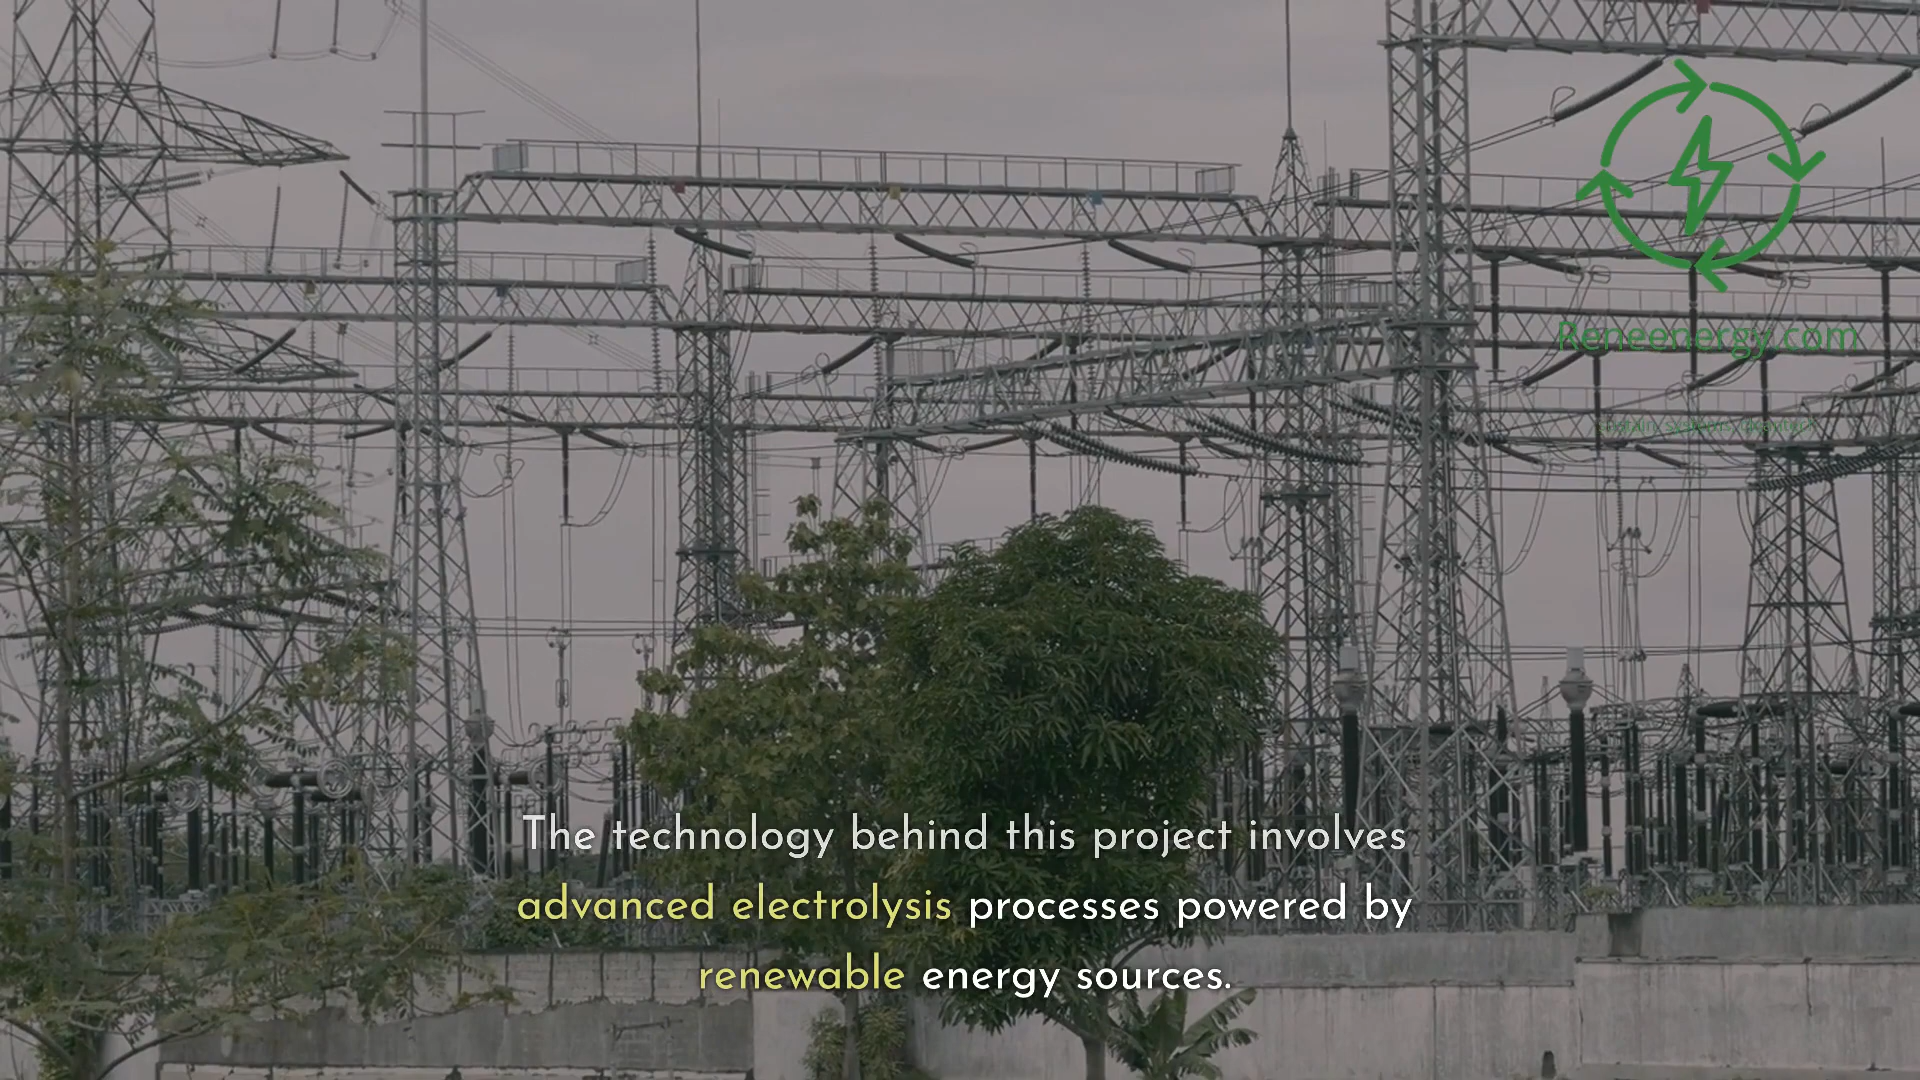 Reneenergy.com
The technology behind this project involves
advanced electrolysis processes powered by
renewable energy sources.